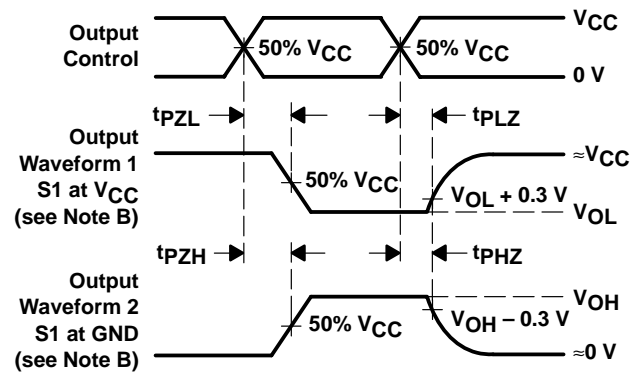 Output
Control
50% VCC
50% VCC
VCC
0 V
tPZL
tPLZ
Output
Waveform 1
S1 at VCC
(see Note B)
50% VCC
≈VCC
VOL + 0.3 V
VOL
tPZH
tPHZ
Output
Waveform 2
S1 at GND
(see Note B)
50% VCC
VOH
VOH – 0.3 V
≈0 V